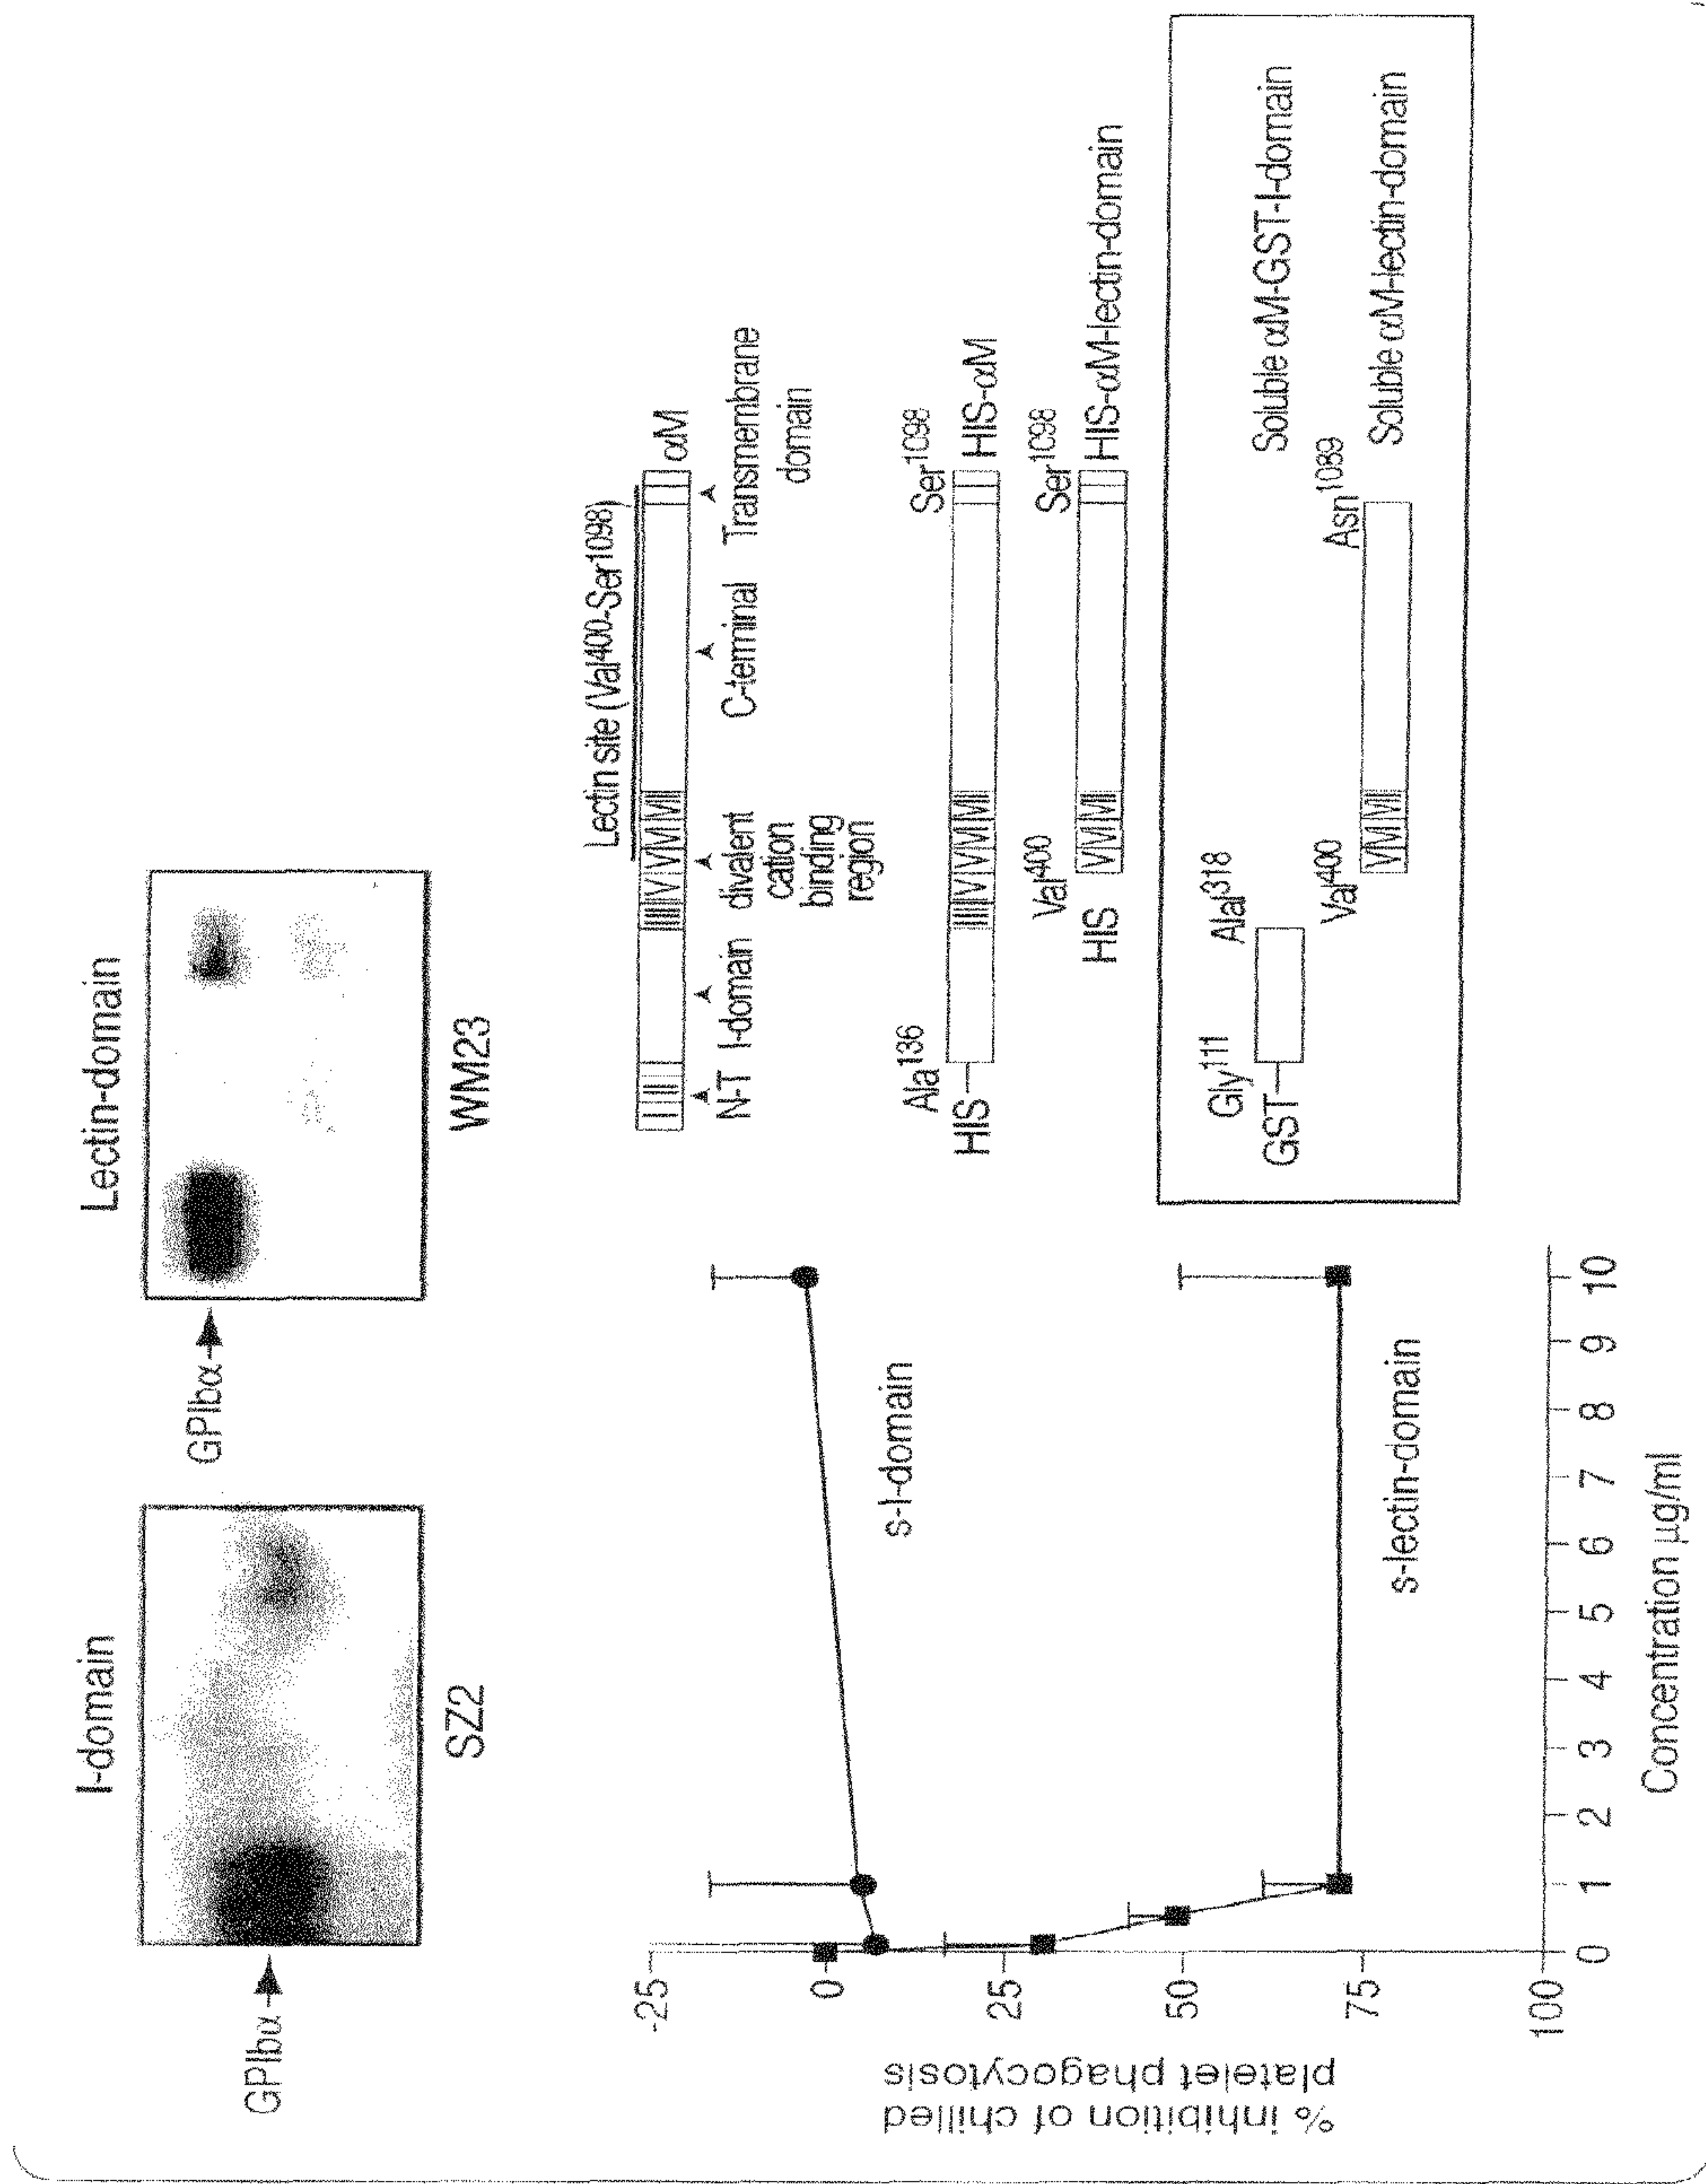 I-domain
GPIbα
SZ2
Lectin-domain
GPIbα
WM23
% inhibition of chilled
platelet phagocytosis
-25
0
25
50
75
100
s-I-domain
s-lectin-domain
0 1 2 3 4 5 6 7 8 9 10
Concentration µg/ml
Lectin site (Val400-Ser1098)
αM
N-T
I-domain
divalent
cation
binding
region
C-terminal
Transmembrane
domain
Ala136
Ser1098
HIS
HIS-αM
Val400
Ser1098
HIS
HIS-αM-lectin-domain
Gly111
Alal318
GST
Soluble αM-GST-I-domain
Val400
Asn1089
Soluble αM-lectin-domain